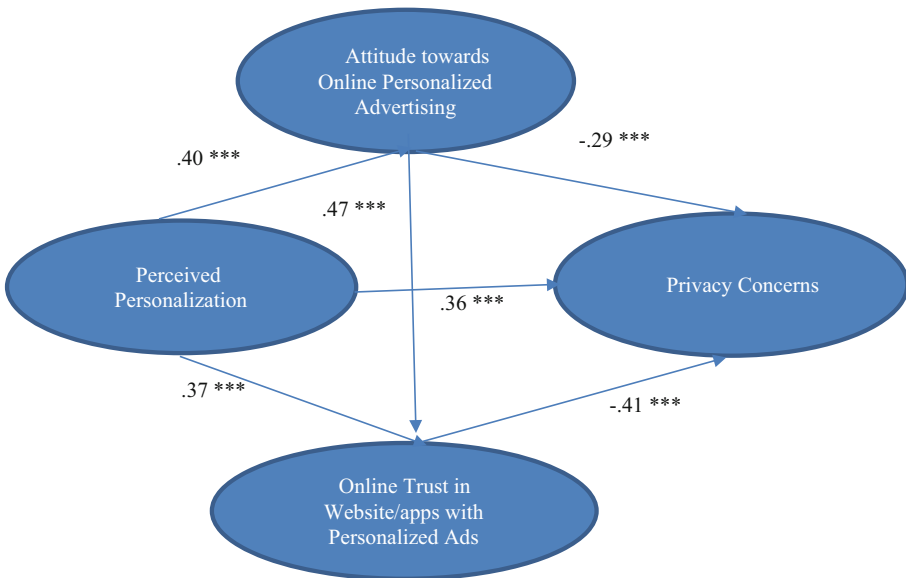 Attitude towards
Online Personalized
Advertising
-.29 ***
.40 ***
.47 ***
Perceived
Personalization
.36 ***
Privacy Concerns
.37 ***
-.41 ***
Online Trust in
Website/apps with
Personalized Ads